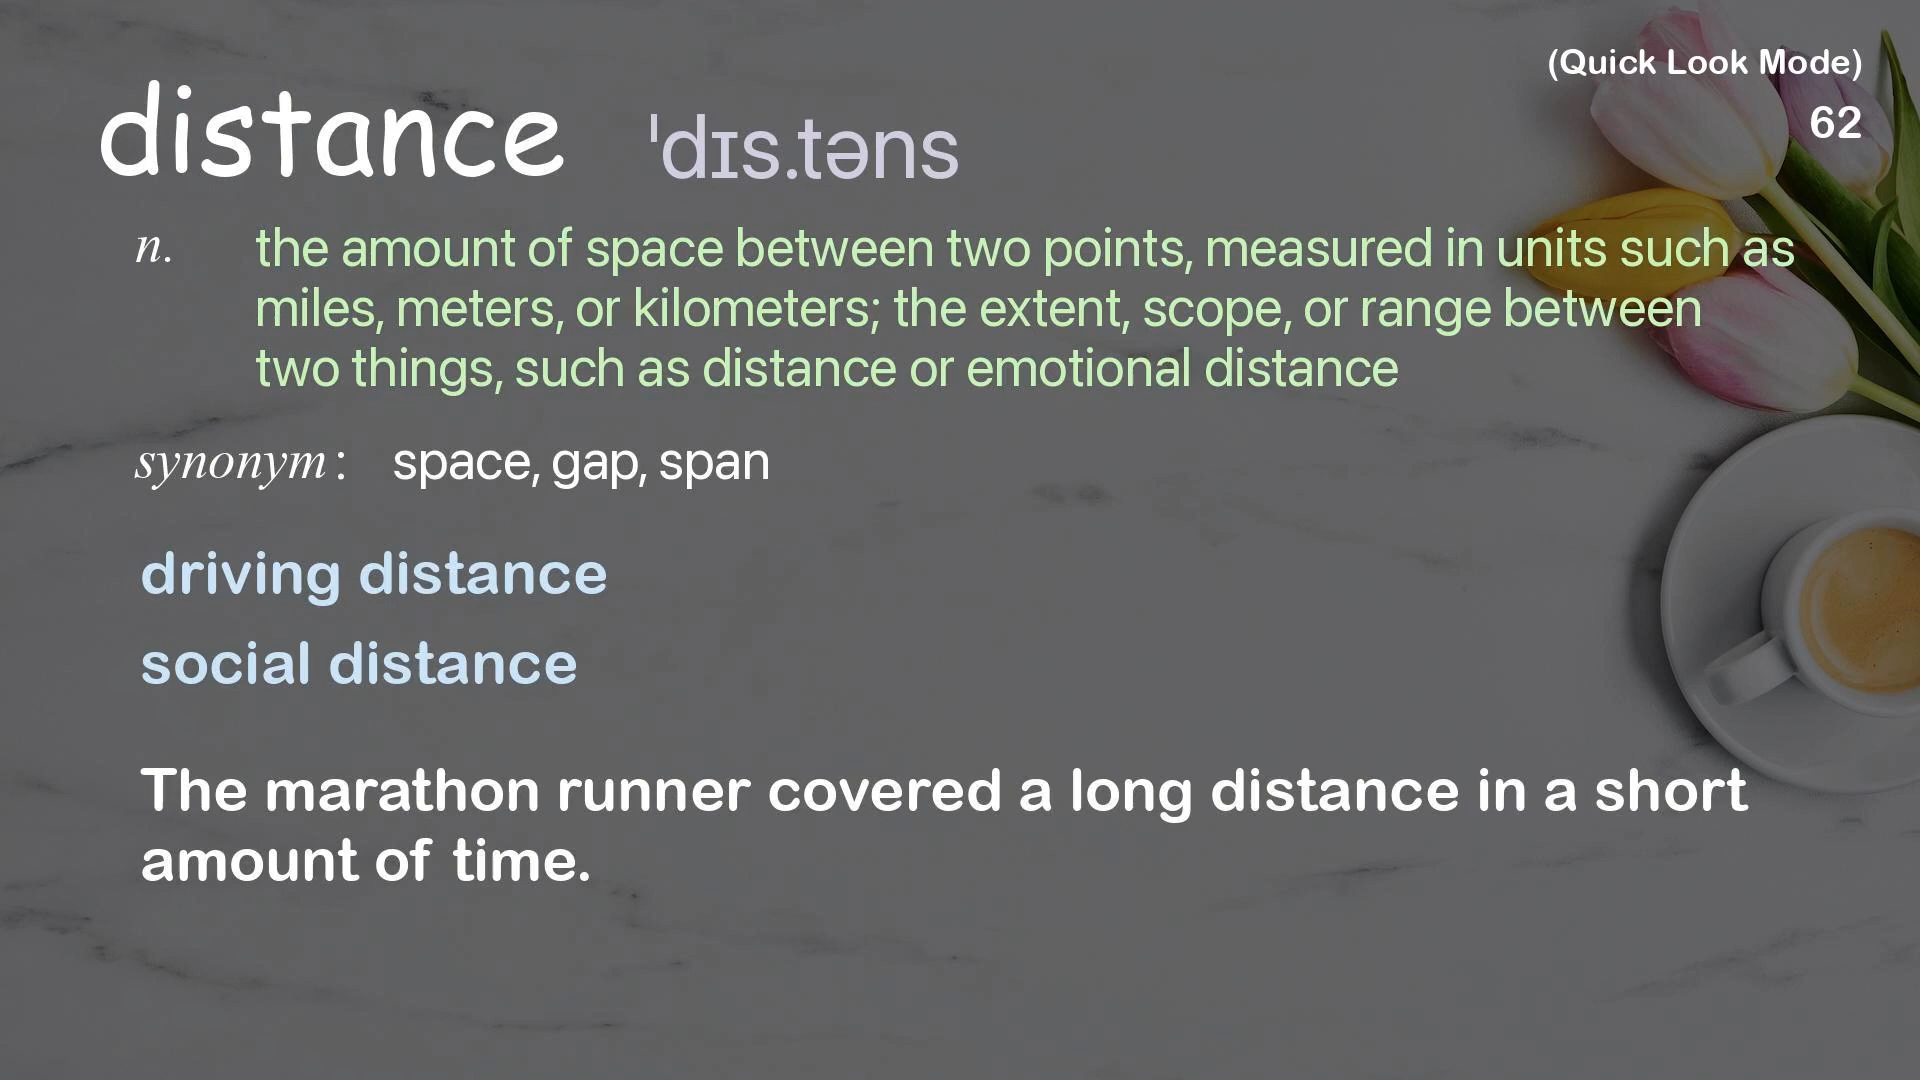 (Quick Look Mode)
distance ˈdɪs.təns
62
n. the amount of space between two points, measured in units such as
miles, meters, or kilometers; the extent, scope, or range between
two things, such as distance or emotional distance
synonym: space, gap, span
driving distance
social distance
The marathon runner covered a long distance in a short
amount of time.